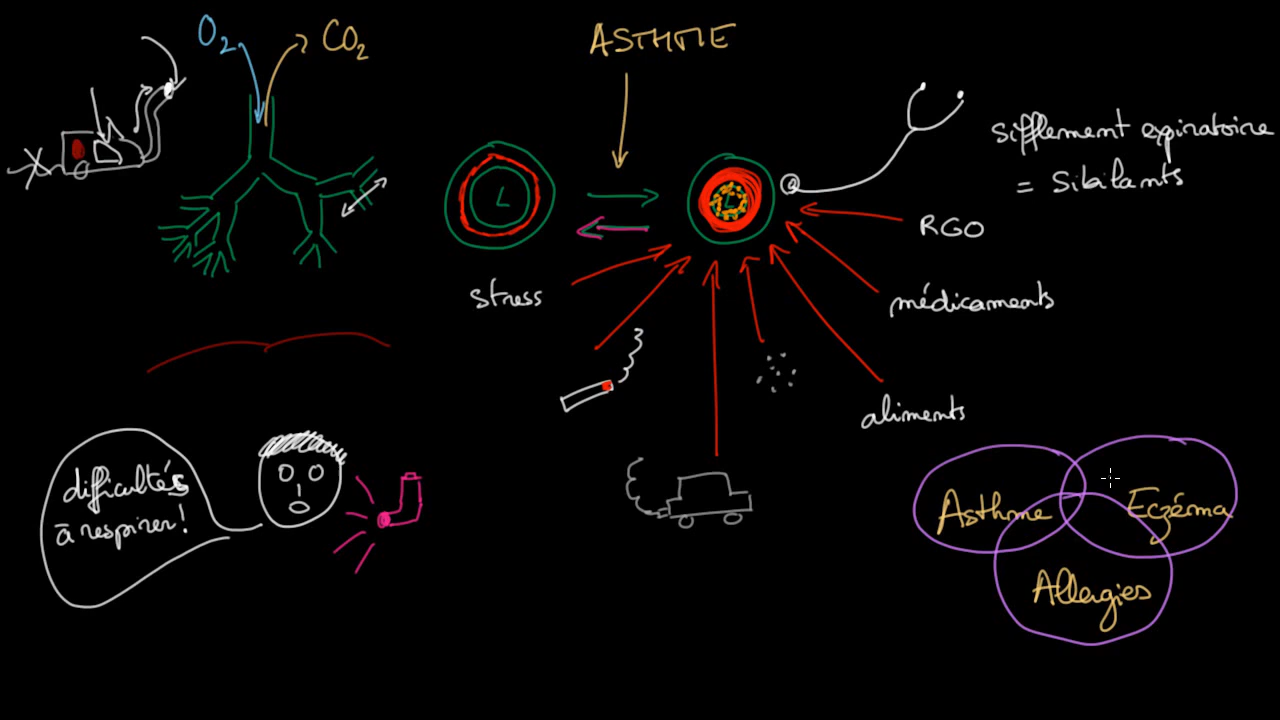 O2
CO2
ASTHME
L
L
sifflement expiratoire
= sibilants
RGO
stress
médicaments
aliments
difficultés
à respirer!
Asthme
Eczéma
Allergies